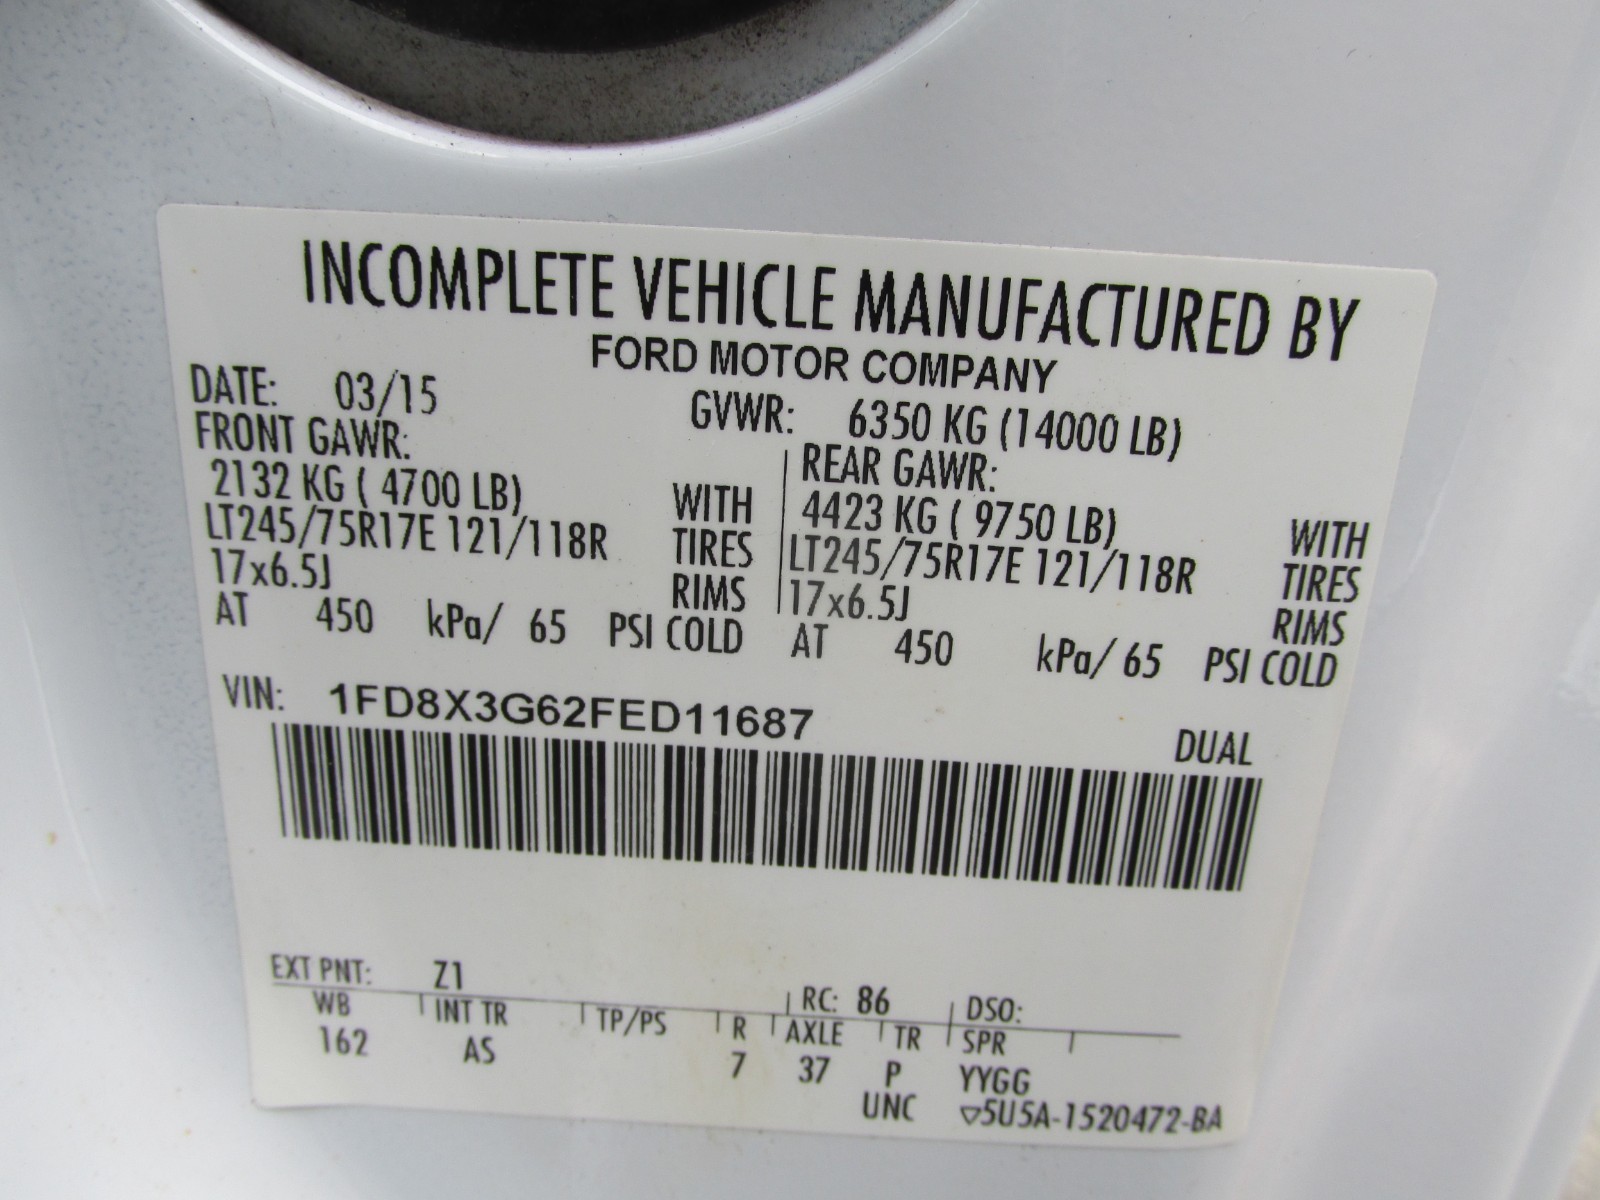 INCOMPLETE VEHICLE MANUFACTURED BY
FORD MOTOR COMPANY
DATE: 03/15 GVWR: 6350 KG (14000 LB)
FRONT GAWR: REAR GAWR:
2132 KG ( 4700 LB) WITH 4423 KG ( 9750 LB) WITH
LT245/75R17E 121/118R TIRES LT245/75R17E 121/118R TIRES
17x6.5J RIMS 17x6.5J RIMS
AT 450 kPa/ 65 PSI COLD AT 450 kPa/ 65 PSI COLD
VIN: 1FD8X3G62FED11687
DUAL
EXT PNT: Z1 RC: 86 DSO:
WB INT TR TP/PS R AXLE TR SPR
162 AS 7 37 P YYGG
UNC ▽5U5A-1520472-BA